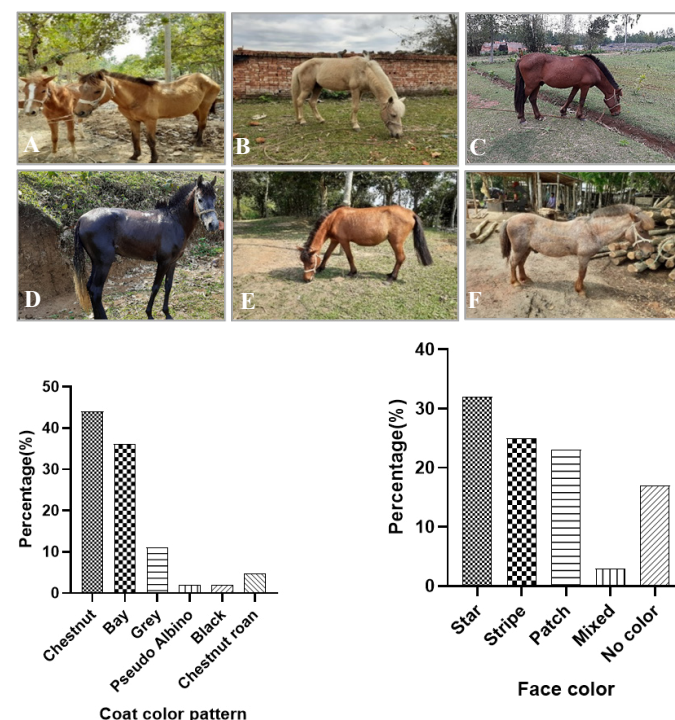 A
B
C
D
E
F
50
40
30
20
10
0
Percentage(%)
Chestnut
Bay
Grey
Pseudo Albino
Black
Chestnut roan
Coat color pattern
40
30
20
10
0
Percentage(%)
Star
Stripe
Patch
Mixed
No color
Face color